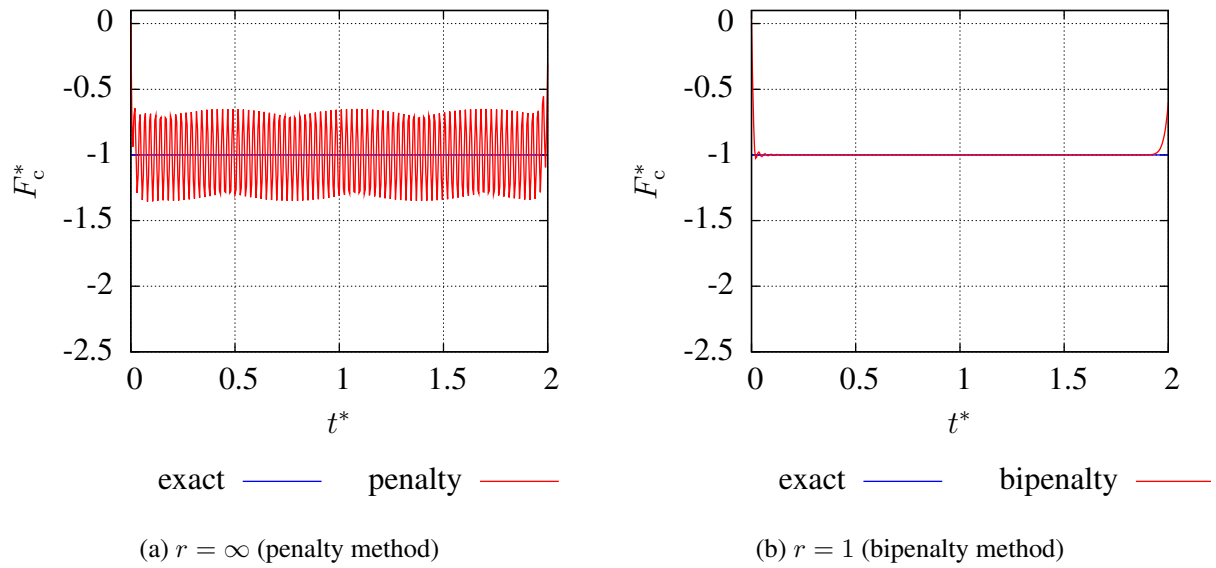 0
-0.5
-1
-1.5
-2
-2.5
F_c^*
0 0.5 1 1.5 2
t^*
exact penalty
(a) r = ∞ (penalty method)
0
-0.5
-1
-1.5
-2
-2.5
F_c^*
0 0.5 1 1.5 2
t^*
exact bipenalty
(b) r = 1 (bipenalty method)